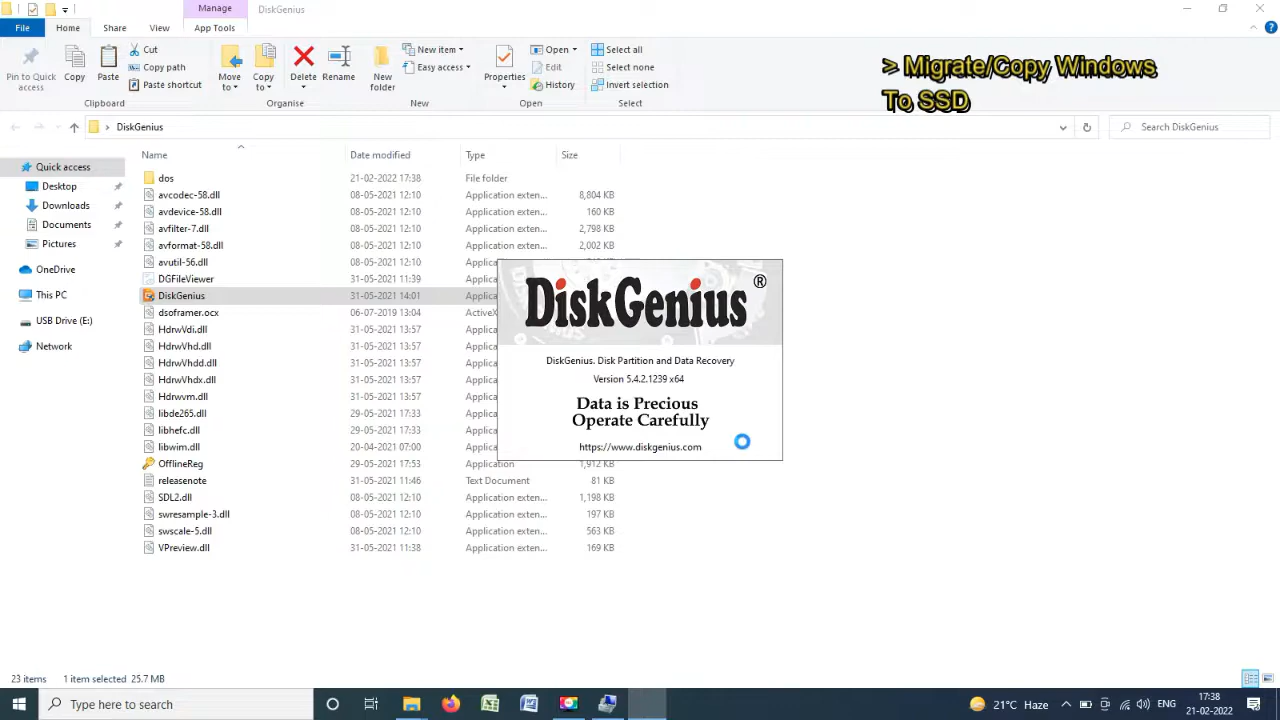 Manage
DiskGenius
File
Home
Share
View
App Tools
Pin to Quick access
Copy
Paste
Cut
Copy path
Paste shortcut
Clipboard
Move to
Copy to
Delete
Rename
Organise
New folder
New item
Easy access
New
Properties
Open
Edit
History
Open
Select all
Select none
Invert selection
Select
> Migrate/Copy Windows
To SSD
DiskGenius
Search DiskGenius
Quick access
Desktop
Downloads
Documents
Pictures
OneDrive
This PC
USB Drive (E:)
Network
Name Date modified Type Size
dos 21-02-2022 17:38 File folder
avcodec-58.dll 08-05-2021 12:10 Application exten... 8,804 KB
avdevice-58.dll 08-05-2021 12:10 Application exten... 160 KB
avfilter-7.dll 08-05-2021 12:10 Application exten... 2,798 KB
avformat-58.dll 08-05-2021 12:10 Application exten... 2,002 KB
avutil-56.dll 08-05-2021 12:10 Application exten...
DGFileViewer 31-05-2021 11:39 Applica
DiskGenius 31-05-2021 14:01 Applica
dsoframer.ocx 06-07-2019 13:04 ActiveX
HdrwVdi.dll 31-05-2021 13:57 Applica
HdrwVhd.dll 31-05-2021 13:57 Applica
HdrwVhdd.dll 31-05-2021 13:57 Applica
HdrwVhdx.dll 31-05-2021 13:57 Applica
Hdrwvm.dll 31-05-2021 13:57 Applica
libde265.dll 29-05-2021 17:33 Applica
libhefc.dll 29-05-2021 17:33 Applica
libwim.dll 20-04-2021 07:00 Applica
OfflineReg 29-05-2021 17:53 Application 1,912 KB
releasenote 31-05-2021 11:46 Text Document 81 KB
SDL2.dll 08-05-2021 12:10 Application exten... 1,198 KB
swresample-3.dll 08-05-2021 12:10 Application exten... 197 KB
swscale-5.dll 08-05-2021 12:10 Application exten... 563 KB
VPreview.dll 31-05-2021 11:38 Application exten... 169 KB
DiskGenius ®
DiskGenius. Disk Partition and Data Recovery
Version 5.4.2.1239 x64
Data is Precious
Operate Carefully
https://www.diskgenius.com
23 items 1 item selected 25.7 MB
Type here to search
21°C Haze
ENG
17:38
21-02-2022